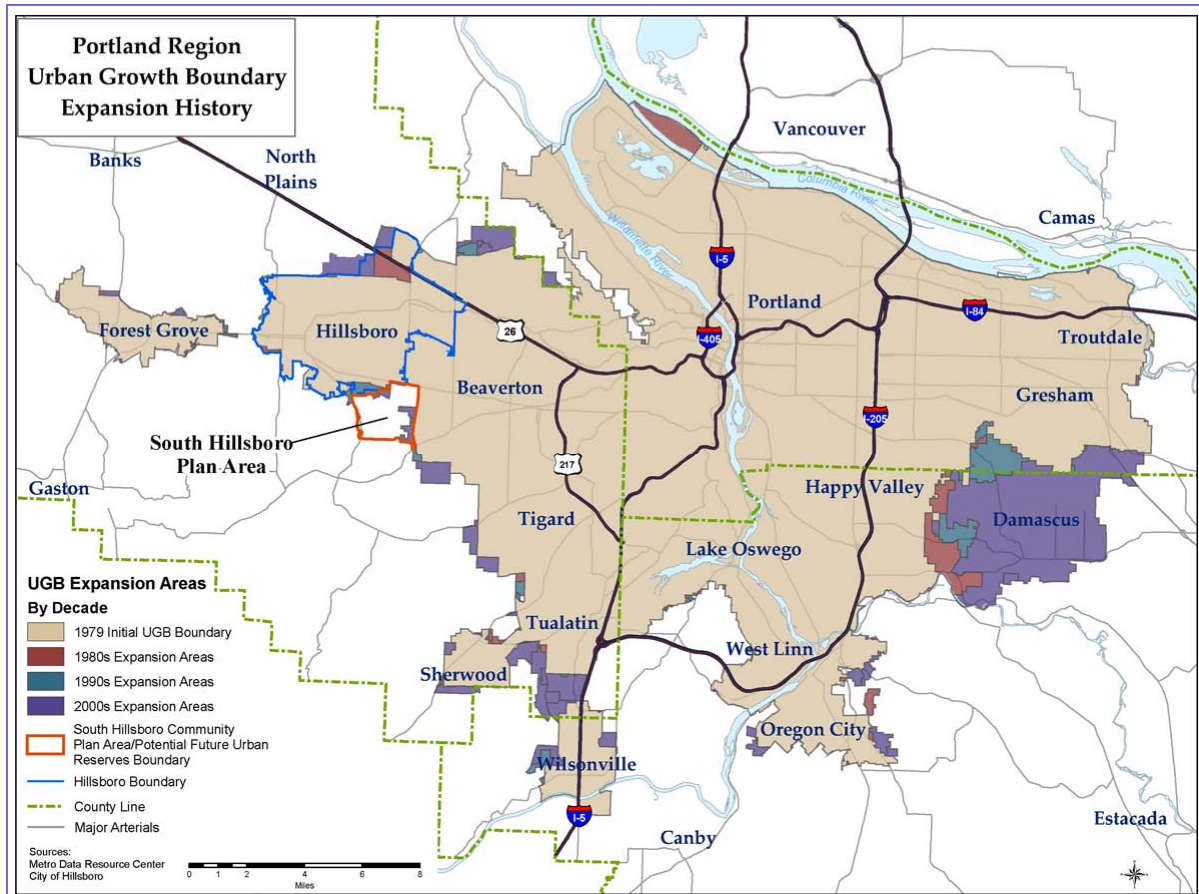 Portland Region
Urban Growth Boundary
Expansion History
Banks
North
Plains
Vancouver
Columbia River
Camas
Willamette River
I-5
Portland
I-84
Troutdale
Forest Grove
Hillsboro
26
I-405
Beaverton
Gresham
I-205
South Hillsboro
Plan Area
217
Gaston
Happy Valley
Damascus
Tigard
Lake Oswego
Tualatin
West Linn
Sherwood
Oregon City
Wilsonville
I-5
Canby
Estacada
UGB Expansion Areas
By Decade
1979 Initial UGB Boundary
1980s Expansion Areas
1990s Expansion Areas
2000s Expansion Areas
South Hillsboro Community
Plan Area/Potential Future Urban
Reserves Boundary
Hillsboro Boundary
County Line
Major Arterials
Sources:
Metro Data Resource Center
City of Hillsboro
0 1 2 4 6 8
Miles